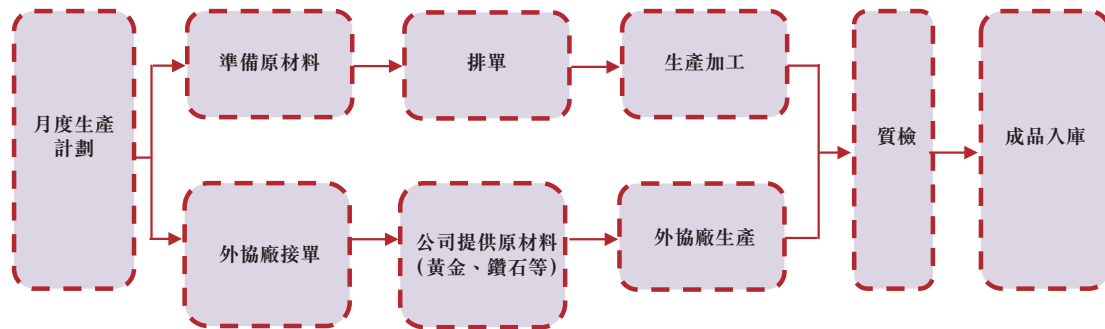 月度生產
計劃
準備原材料
排單
生產加工
外協廠接單
公司提供原材料
(黃金、鑽石等)
外協廠生產
質檢
成品入庫